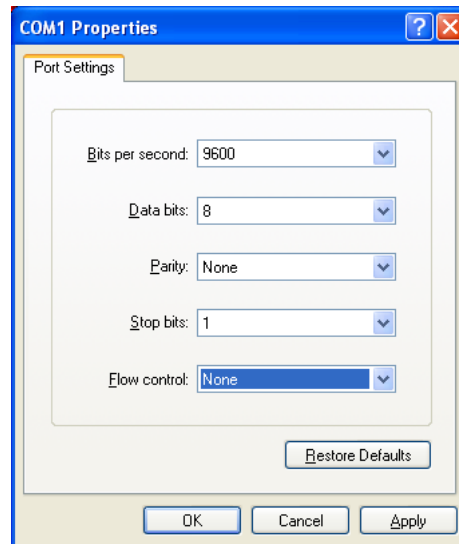 COM1 Properties
Port Settings
Bits per second: 9600
Data bits: 8
Parity: None
Stop bits: 1
Flow control: None
Restore Defaults
OK Cancel Apply